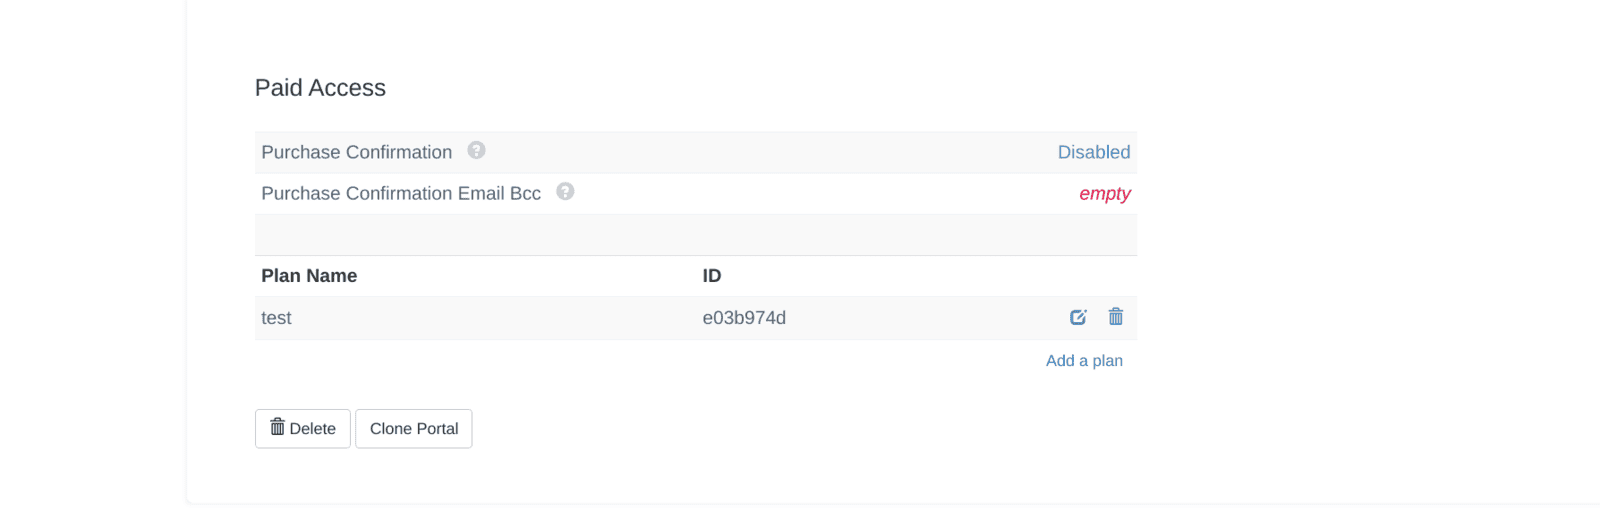 Paid Access
Purchase Confirmation ? Disabled
Purchase Confirmation Email Bcc ? empty
Plan Name ID
test e03b974d
Add a plan
Delete Clone Portal